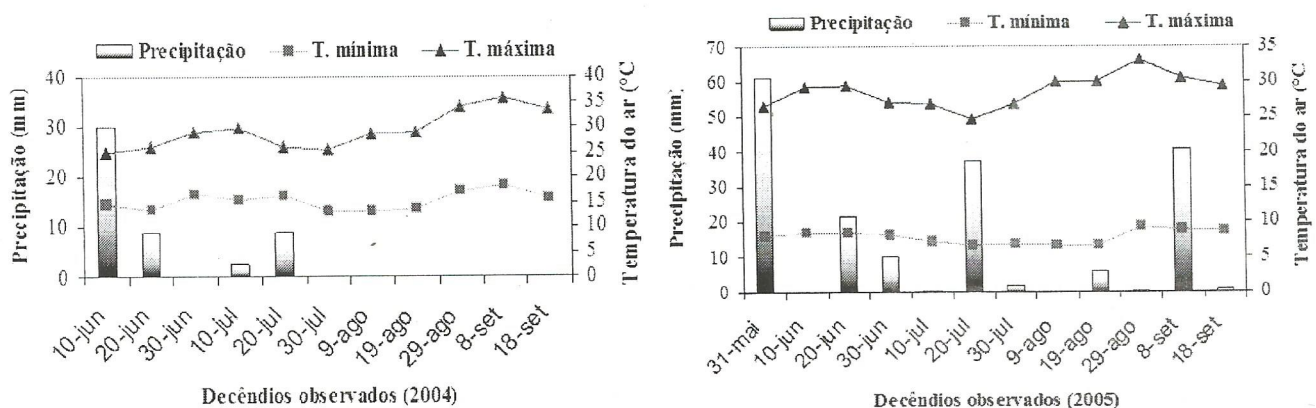 Precipitação T. mínima T. máxima
Precipitação (mm)
40
30
20
10
0
40
35
30
25
20
15
10
5
0
Temperatura do ar (°C
10-jun
20-jun
30-jun
10-jul
20-jul
30-jul
9-ago
19-ago
29-ago
8-set
18-set
Decêndios observados (2004)
Precipitação T. mínima T. máxima
Precipitação (mm)
70
60
50
40
30
20
10
0
35
30
25
20
15
10
5
0
Temperatura do ar (°C
31-mai
10-jun
20-jun
30-jun
10-jul
20-jul
30-jul
9-ago
19-ago
29-ago
8-set
18-set
Decêndios observados (2005)